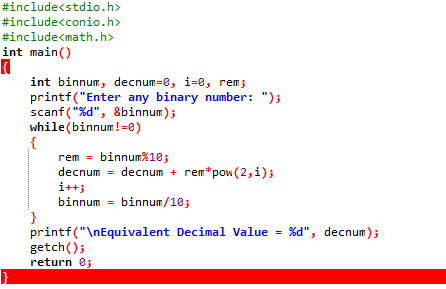 #include<stdio.h>
#include<conio.h>
#include<math.h>
int main()
{
    int binnum, decnum=0, i=0, rem;
    printf("Enter any binary number: ");
    scanf("%d", &binnum);
    while(binnum!=0)
    {
        rem = binnum%10;
        decnum = decnum + rem*pow(2,i);
        i++;
        binnum = binnum/10;
    }
    printf("\nEquivalent Decimal Value = %d", decnum);
    getch();
    return 0;
}